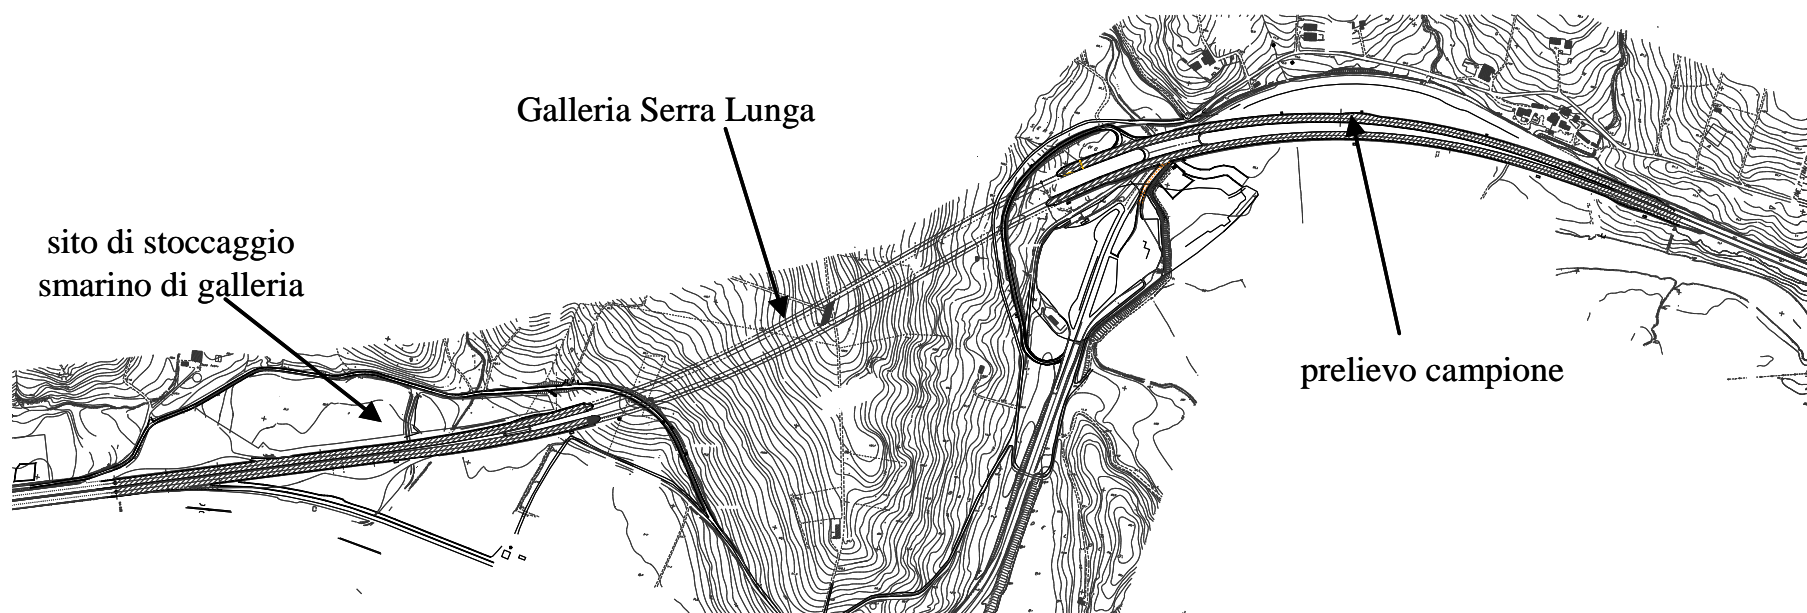 Galleria Serra Lunga
sito di stoccaggio
smarino di galleria
prelievo campione